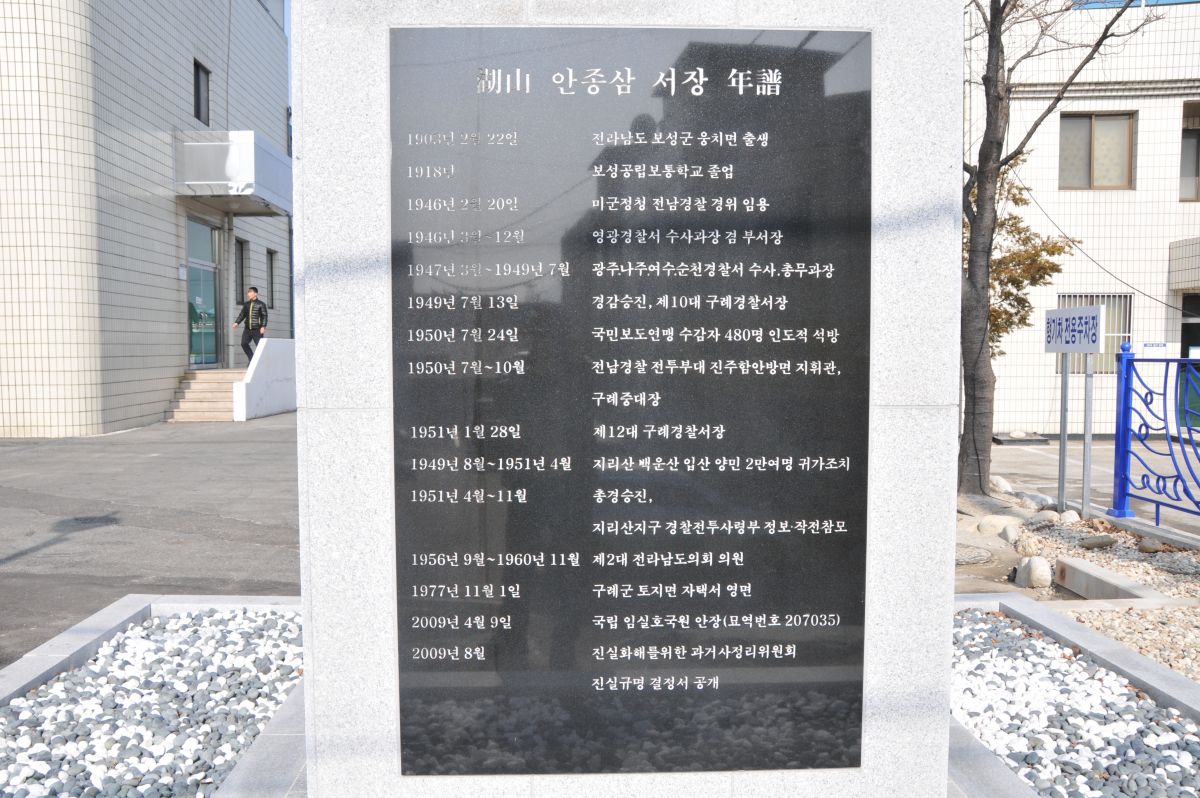 湖山 안종삼 서장 年譜
1903년 2월 22일 전라남도 보성군 웅치면 출생
1918년 보성공립보통학교 졸업
1946년 2월 20일 미군정청 전남경찰 경위 임용
1946년 3월~12월 영광경찰서 수사과장 겸 부서장
1947년 3월~1949년 7월 광주나주여수순천경찰서 수사.총무과장
1949년 7월 13일 경감승진, 제10대 구례경찰서장
1950년 7월 24일 국민보도연맹 수감자 480명 인도적 석방
1950년 7월~10월 전남경찰 전투부대 진주함안방면 지휘관,
구례중대장
1951년 1월 28일 제12대 구례경찰서장
1949년 8월~1951년 4월 지리산 백운산 입산 양민 2만여명 귀가조치
1951년 4월~11월 총경승진,
지리산지구 경찰전투사령부 정보·작전참모
1956년 9월~1960년 11월 제2대 전라남도의회 의원
1977년 11월 1일 구례군 토지면 자택서 영면
2009년 4월 9일 국립 임실호국원 안장(묘역번호 207035)
2009년 8월 진실화해를위한 과거사정리위원회
진실규명 결정서 공개
전용주차장